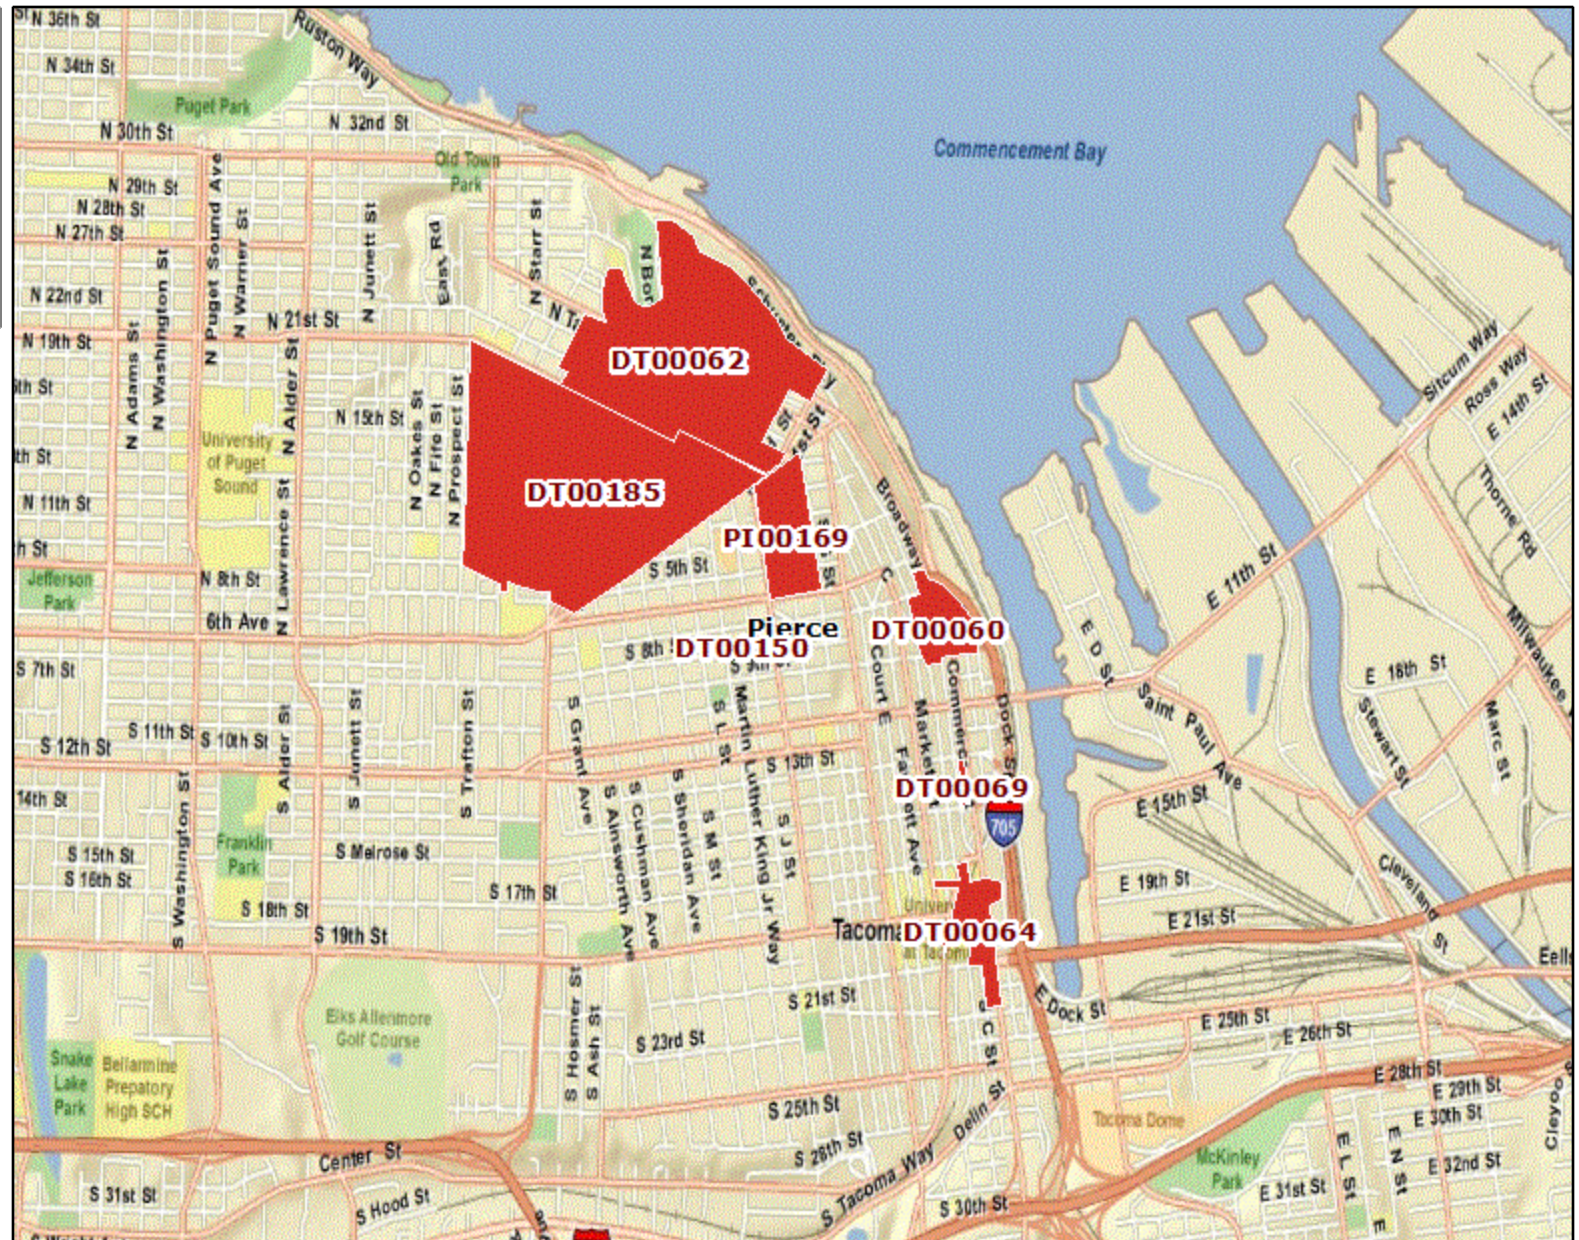 N 36th St
Ruston Way
N 34th St
Puget Park
N 30th St
N 32nd St
Commencement Bay
Old Town
Park
N 29th St
N 28th St
N 27th St
N Puget Sound Ave
N Warner St
N Junett St
East Rd
N Starr St
N 22nd St
N Washington St
N Adams St
N 21st St
N 19th St
N Alder St
DT00062
Sitcum Way
Ross Way
E 14th St
N 15th St
N Oakes St
N Fife St
N Prospect St
University
of Puget
Sound
DT00185
N 11th St
N Lawrence St
Broadway
Thorne Rd
PI00169
Jefferson
Park
N 8th St
S 5th St
E 11th St
6th Ave
Pierce
DT00060
DT00150
S 8th
Court E
E D St
Milwaukee
S 7th St
E 18th St
S 11th St
S 10th St
S 12th St
S Alder St
S Junett St
S Trafton St
S Grant Ave
S L St
Martin Luther King Jr Way
Market
Dock St
Saint Paul Ave
Stewart St
Marc St
S 13th St
DT00069
14th St
705
E 15th St
S Washington St
S Ainsworth Ave
S Cushman Ave
S Sheridan Ave
S M St
S J St
Franklin
Park
S 15th St
S 16th St
S Melrose St
S 17th St
E 19th St
Cleveland St
S 18th St
E 21st St
S 19th St
Tacoma
DT00064
S 21st St
E Dock St
Elks Allenmore
Golf Course
S Hosmer St
S Ash St
S 23rd St
C St
E 25th St
E 26th St
Snake
Lake
Park
Bellarmine
Prepatory
High SCH
E 28th St
E 29th St
E 30th St
S 25th St
Delin St
Tacoma Dome
Center St
S 28th St
S Tacoma Way
McKinley
Park
E L St
E N St
E 32nd St
E 31st St
S 31st St
S Hood St
S 30th St